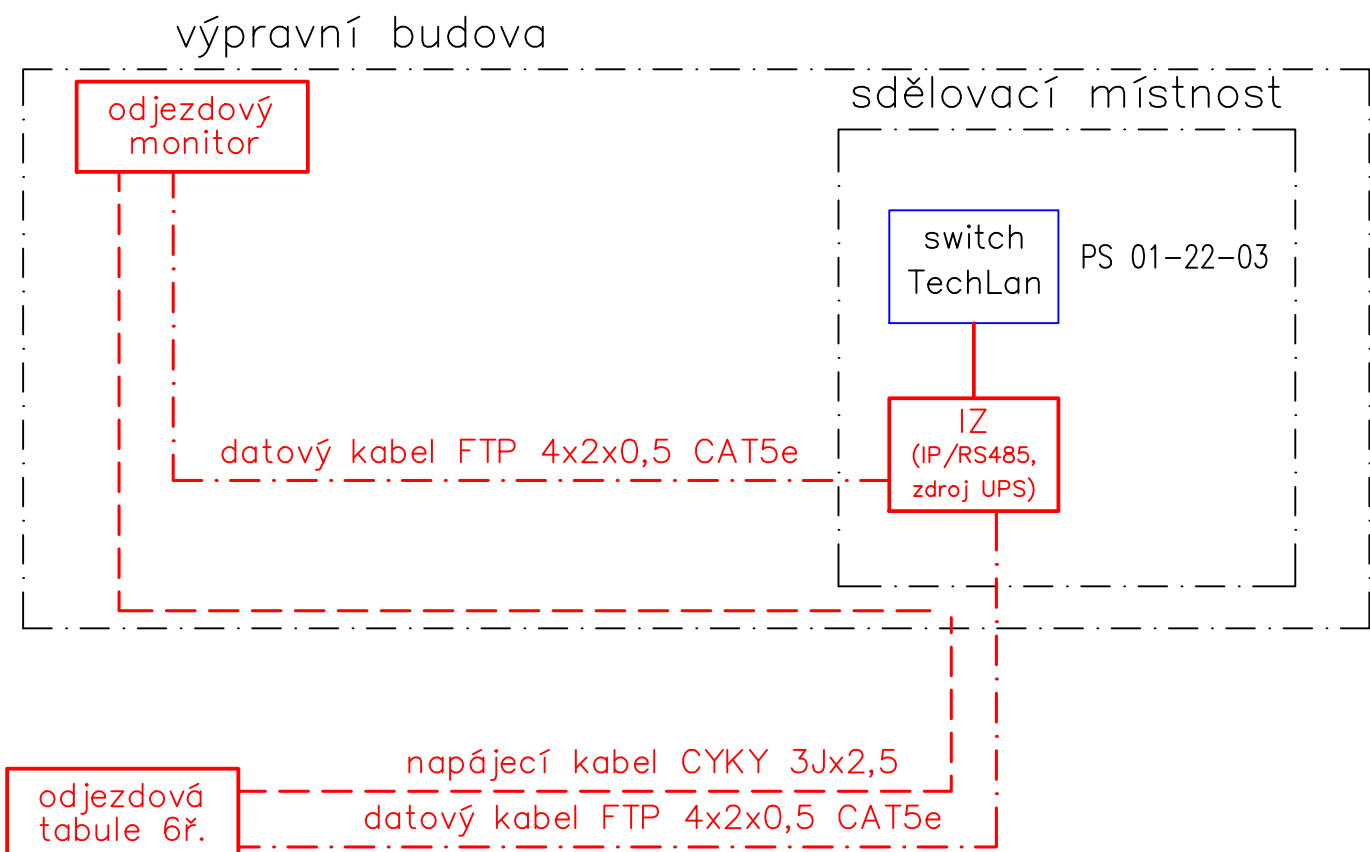 výpravní budova
sdělovací místnost
odjezdový
monitor
switch
TechLan
PS 01-22-03
IZ
(IP/RS485,
zdroj UPS)
datový kabel FTP 4x2x0,5 CAT5e
napájecí kabel CYKY 3Jx2,5
odjezdová
tabule 6ř.
datový kabel FTP 4x2x0,5 CAT5e